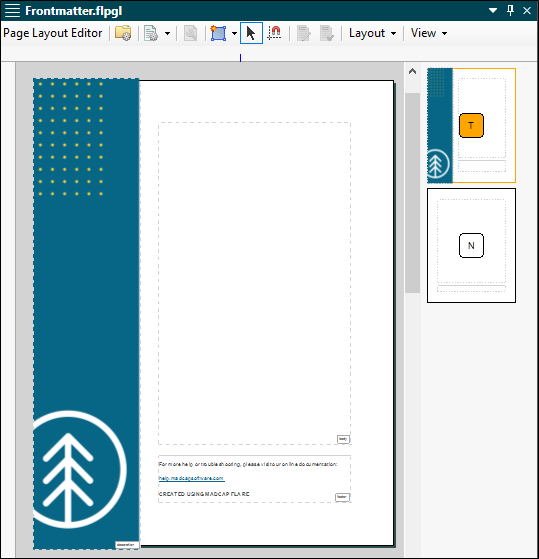 Frontmatter.flpgl
Page Layout Editor
Layout
View
T
N
body
For more help or troubleshooting, please visit our online documentation:
help.madcapsoftware.com
CREATED USING MADCAP FLARE
footer
decoration